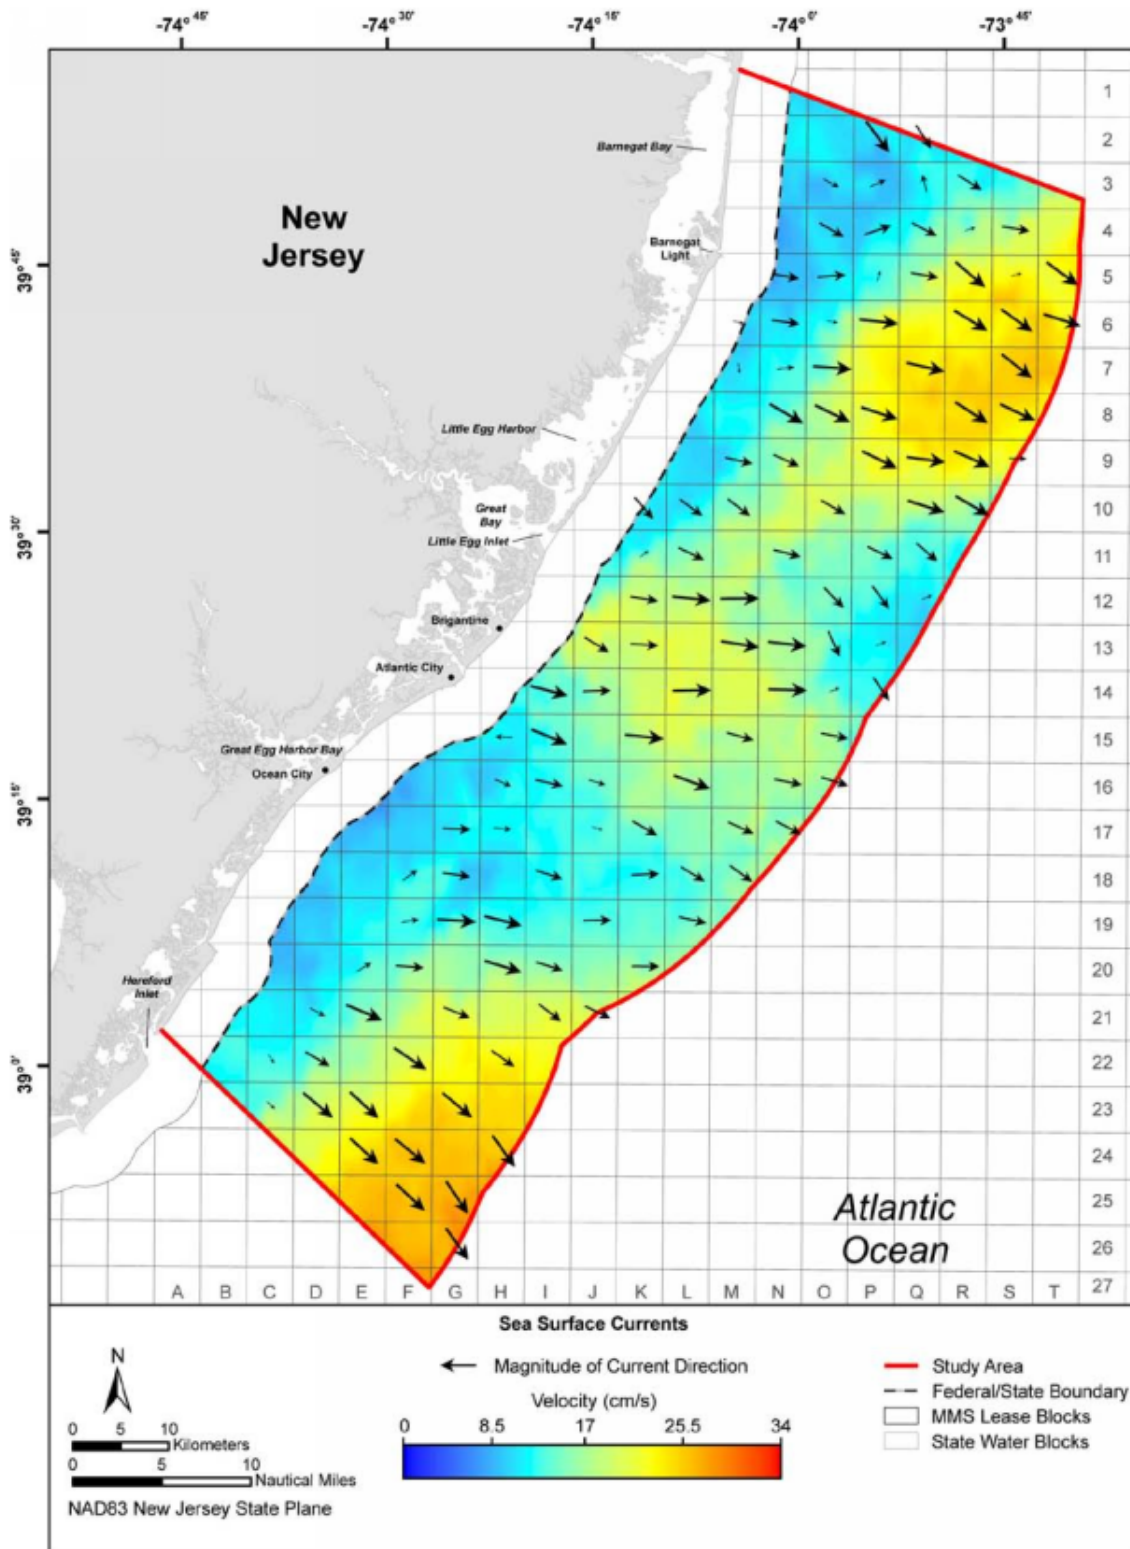 -74° 45'
-74° 30'
-74° 15'
-74° 0'
-73° 45'
39° 45'
39° 30'
39° 15'
39° 0'
New
Jersey
Barnegat Bay
Barnegat
Light
Little Egg Harbor
Great
Bay
Little Egg Inlet
Brigantine
Atlantic City
Great Egg Harbor Bay
Ocean City
Hereford
Inlet
Atlantic
Ocean
1
2
3
4
5
6
7
8
9
10
11
12
13
14
15
16
17
18
19
20
21
22
23
24
25
26
27
A B C D E F G H I J K L M N O P Q R S T
Sea Surface Currents
N
0 5 10
Kilometers
0 5 10
Nautical Miles
NAD83 New Jersey State Plane
Magnitude of Current Direction
Velocity (cm/s)
0 8.5 17 25.5 34
Study Area
Federal/State Boundary
MMS Lease Blocks
State Water Blocks